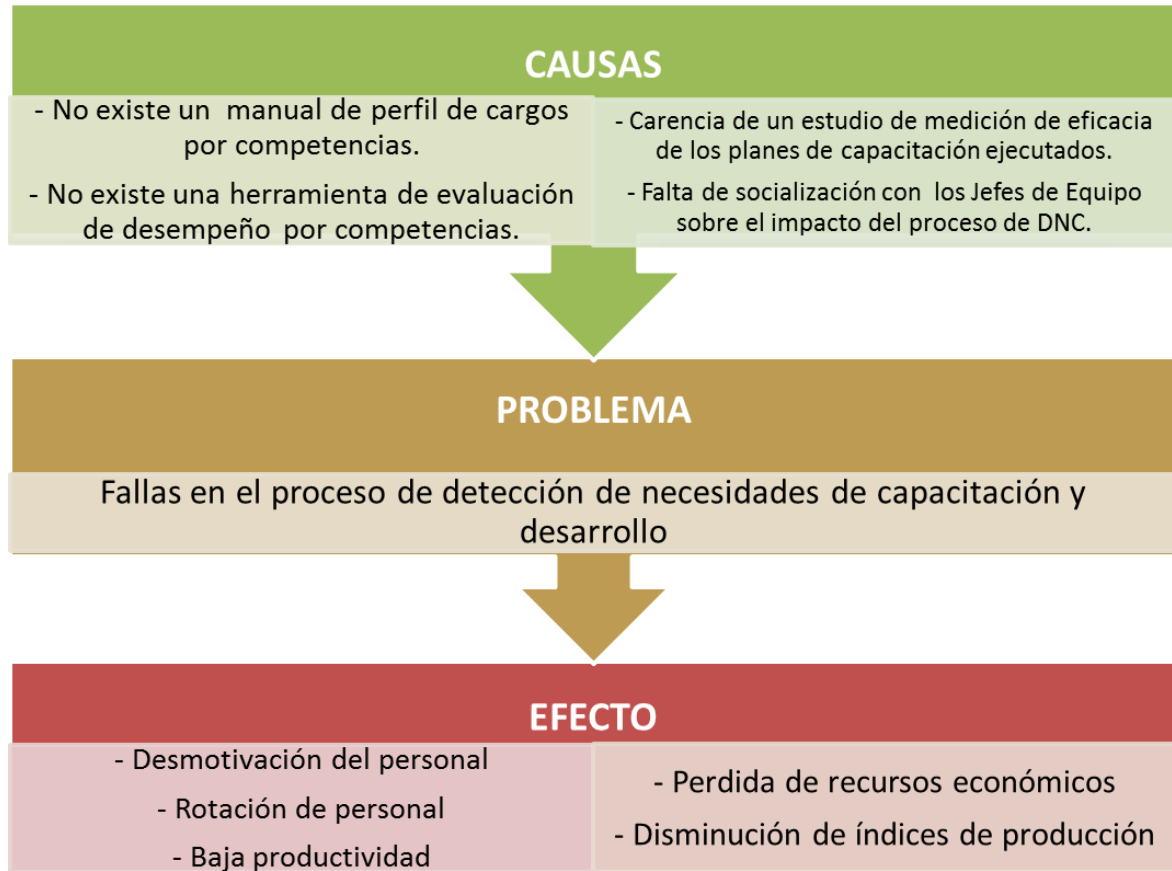 CAUSAS
- No existe un manual de perfil de cargos
por competencias.
- No existe una herramienta de evaluación
de desempeño por competencias.
- Carencia de un estudio de medición de eficacia
de los planes de capacitación ejecutados.
- Falta de socialización con los Jefes de Equipo
sobre el impacto del proceso de DNC.
PROBLEMA
Fallas en el proceso de detección de necesidades de capacitación y
desarrollo
EFECTO
- Desmotivación del personal
- Rotación de personal
- Baja productividad
- Perdida de recursos económicos
- Disminución de índices de producción